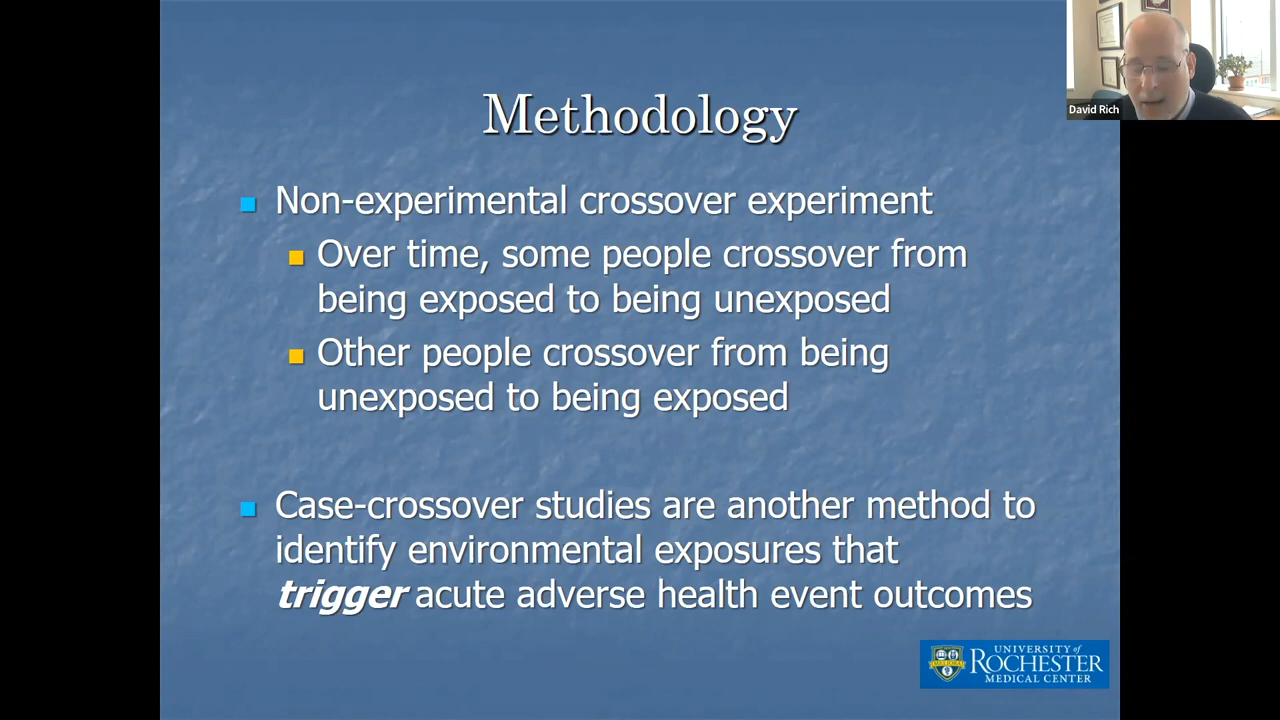 Methodology
David Rich
Non-experimental crossover experiment
Over time, some people crossover from
being exposed to being unexposed
Other people crossover from being
unexposed to being exposed
Case-crossover studies are another method to
identify environmental exposures that
trigger acute adverse health event outcomes
UNIVERSITY of
ROCHESTER
MEDICAL CENTER